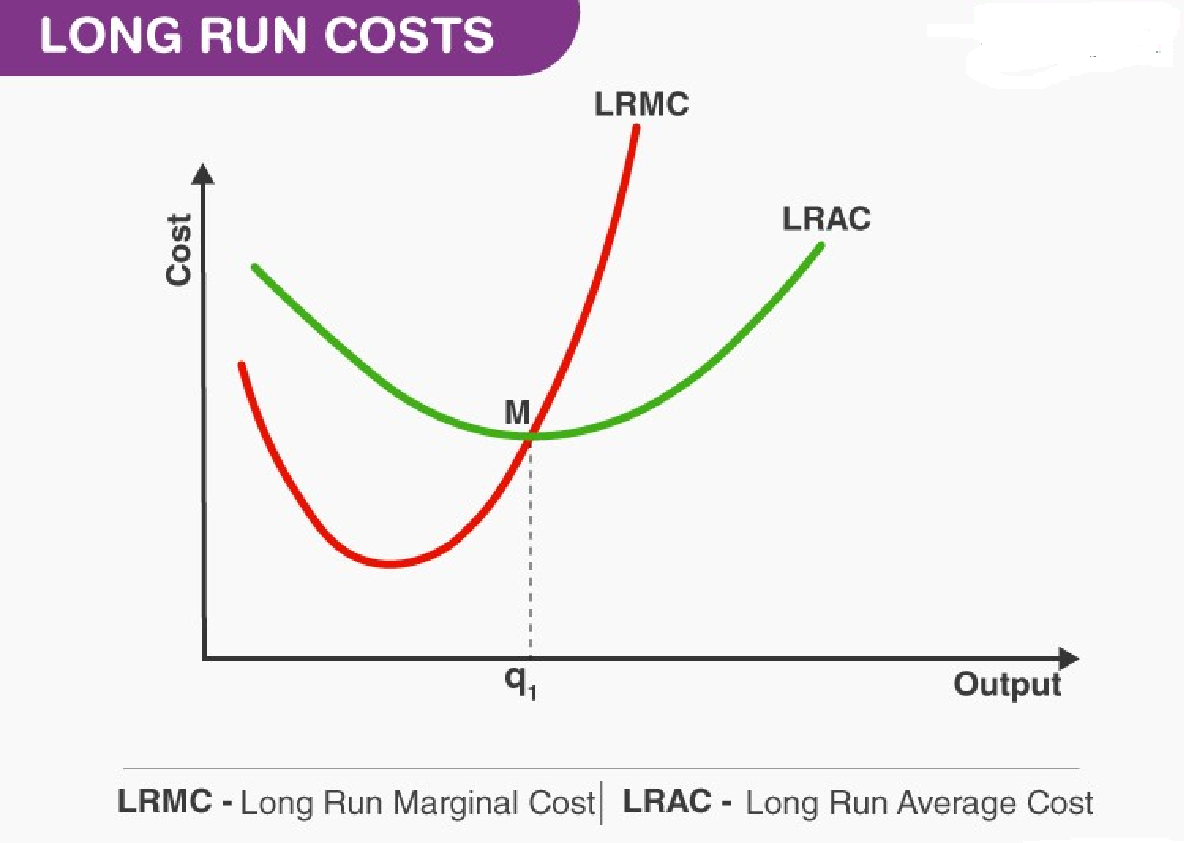 LONG RUN COSTS
LRMC
LRAC
Cost
M
q₁
Output
LRMC - Long Run Marginal Cost | LRAC - Long Run Average Cost